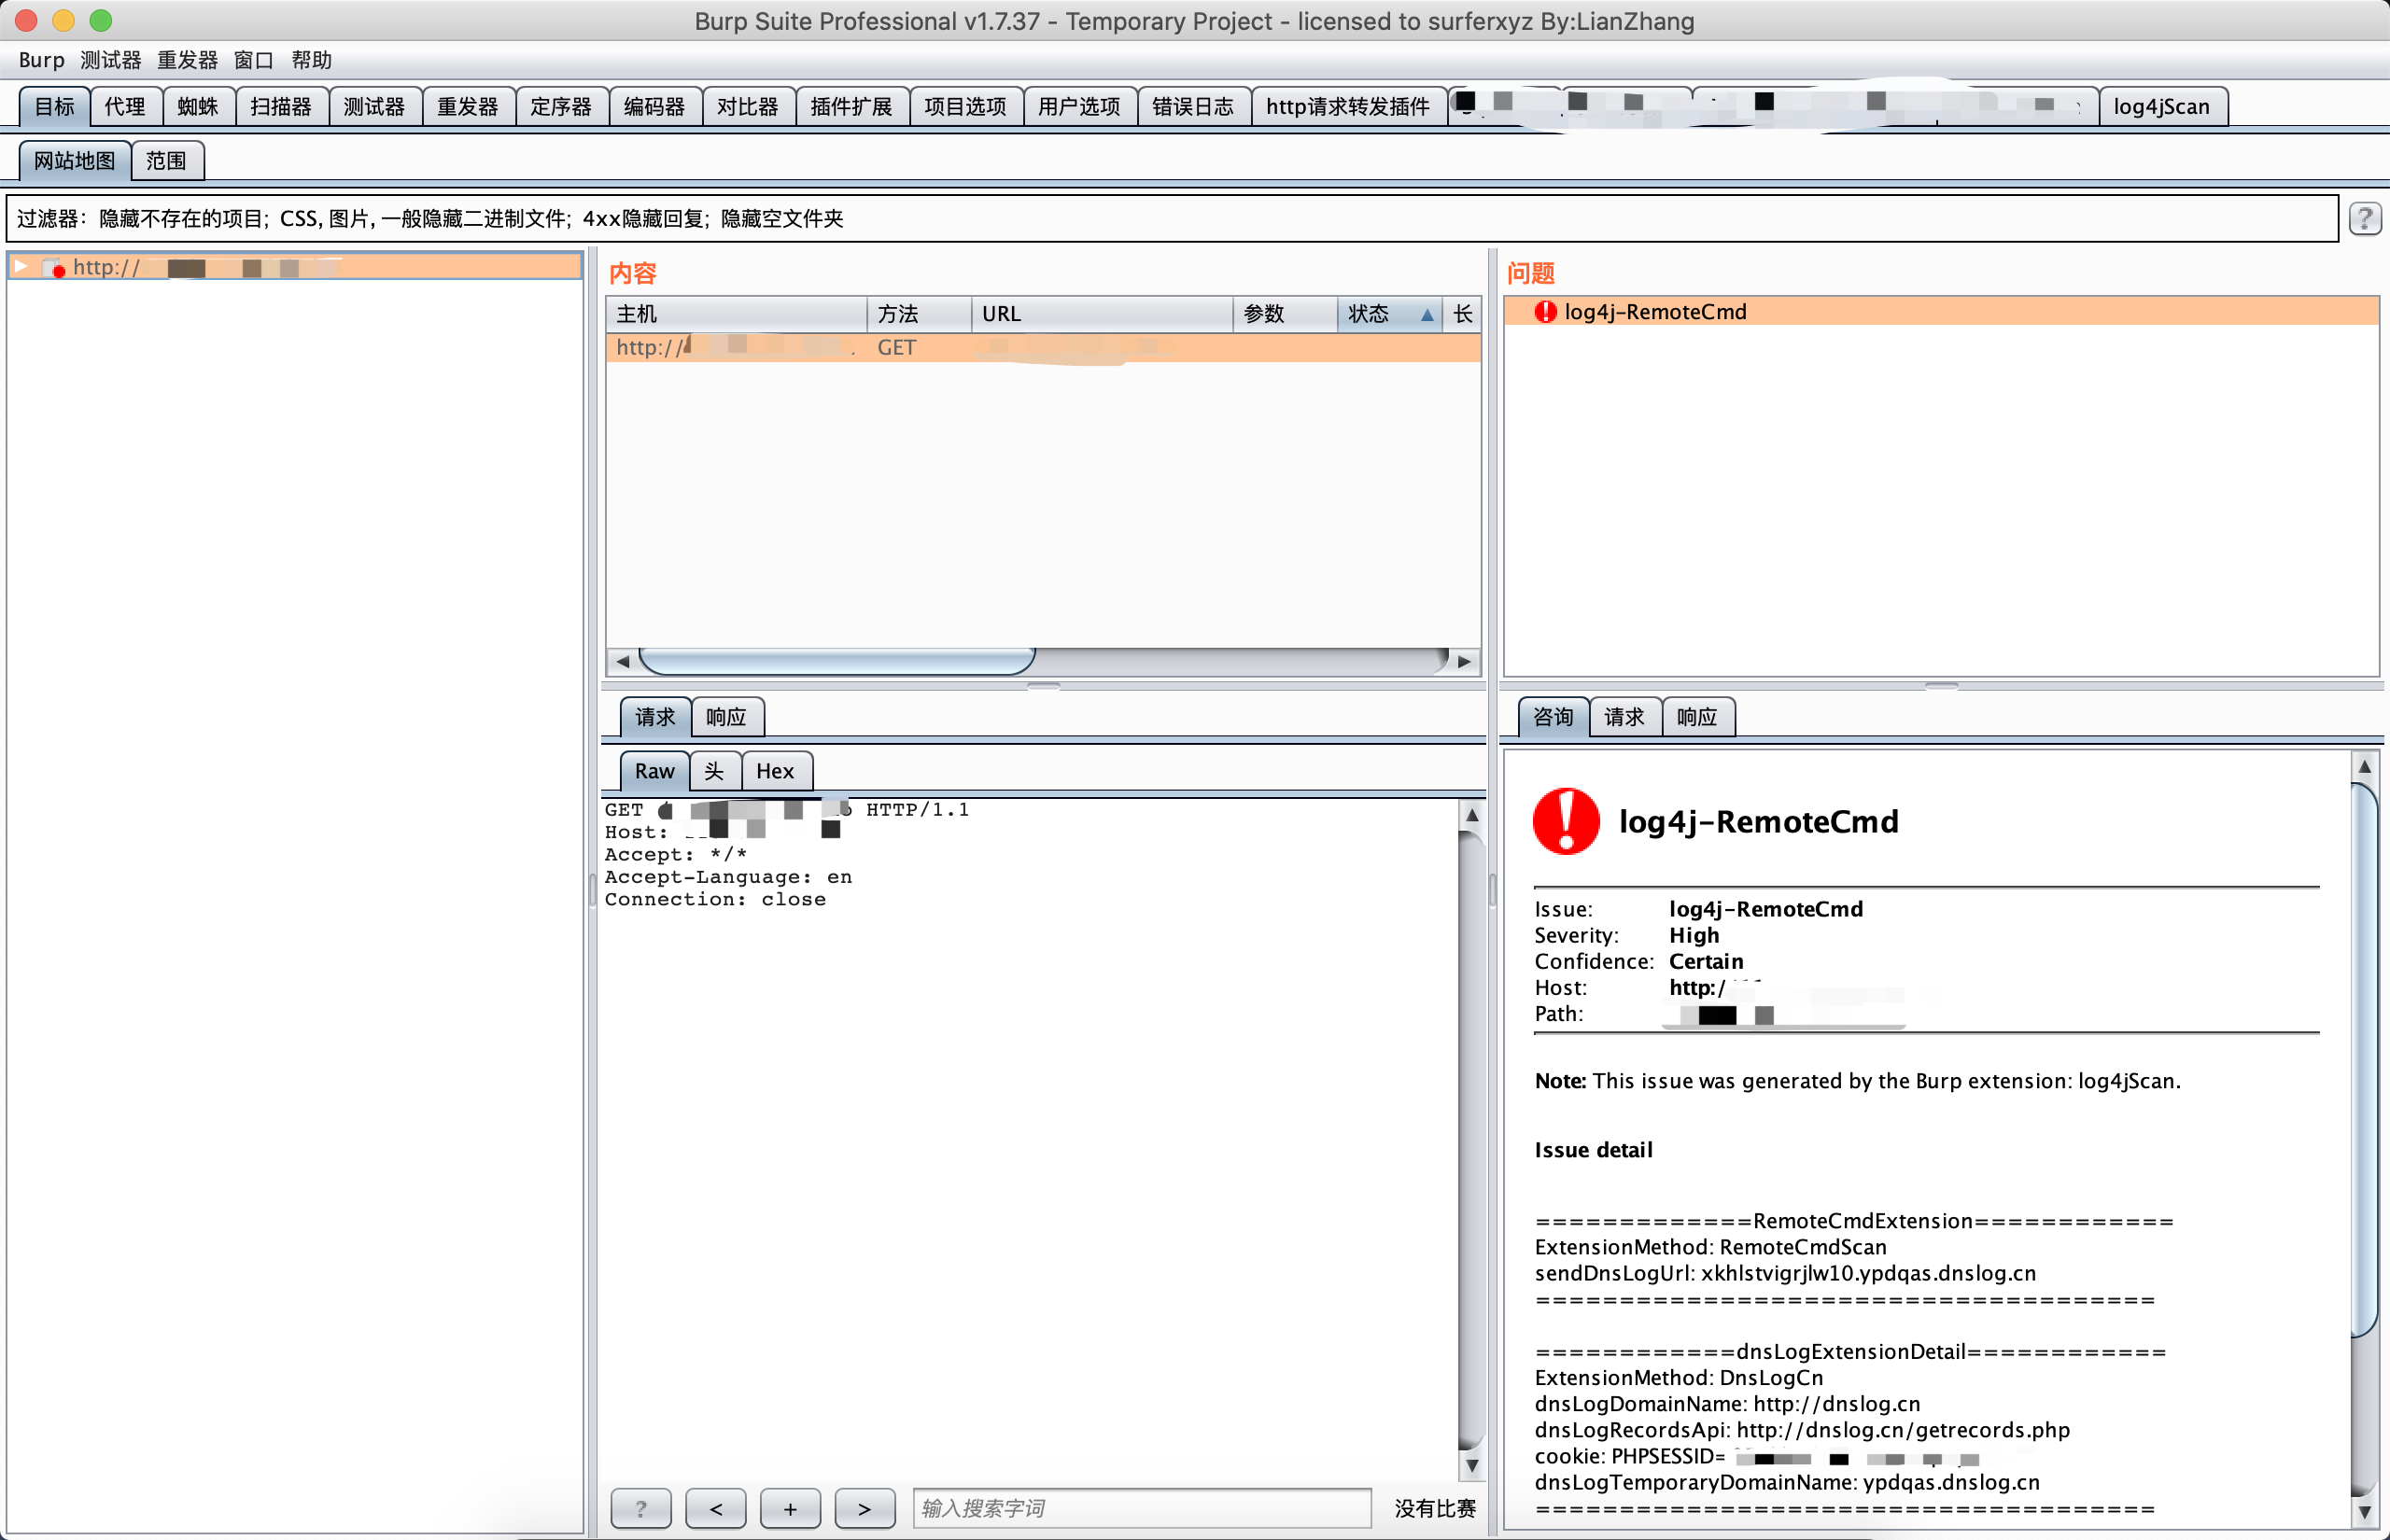 Burp Suite Professional v1.7.37 - Temporary Project - licensed to surferxyz By:LianZhang
Burp 测试器 重发器 窗口 帮助
目标 代理 蜘蛛 扫描器 测试器 重发器 定序器 编码器 对比器 插件扩展 项目选项 用户选项 错误日志 http请求转发插件 log4jScan
网站地图 范围
过滤器：隐藏不存在的项目；CSS, 图片, 一般隐藏二进制文件；4xx隐藏回复；隐藏空文件夹
?
http://
内容
主机 方法 URL 参数 状态 长
http:// GET
请求 响应
Raw 头 Hex
GET HTTP/1.1
Host:
Accept: */*
Accept-Language: en
Connection: close
? < + > 输入搜索字词 没有比赛
问题
log4j-RemoteCmd
咨询 请求 响应
log4j-RemoteCmd
Issue: log4j-RemoteCmd
Severity: High
Confidence: Certain
Host: http:/
Path:
Note: This issue was generated by the Burp extension: log4jScan.
Issue detail
=============RemoteCmdExtension============
ExtensionMethod: RemoteCmdScan
sendDnsLogUrl: xkhlstvigrjlw10.ypdqas.dnslog.cn
=====================================
============dnsLogExtensionDetail============
ExtensionMethod: DnsLogCn
dnsLogDomainName: http://dnslog.cn
dnsLogRecordsApi: http://dnslog.cn/getrecords.php
cookie: PHPSESSID=
dnsLogTemporaryDomainName: ypdqas.dnslog.cn
=====================================